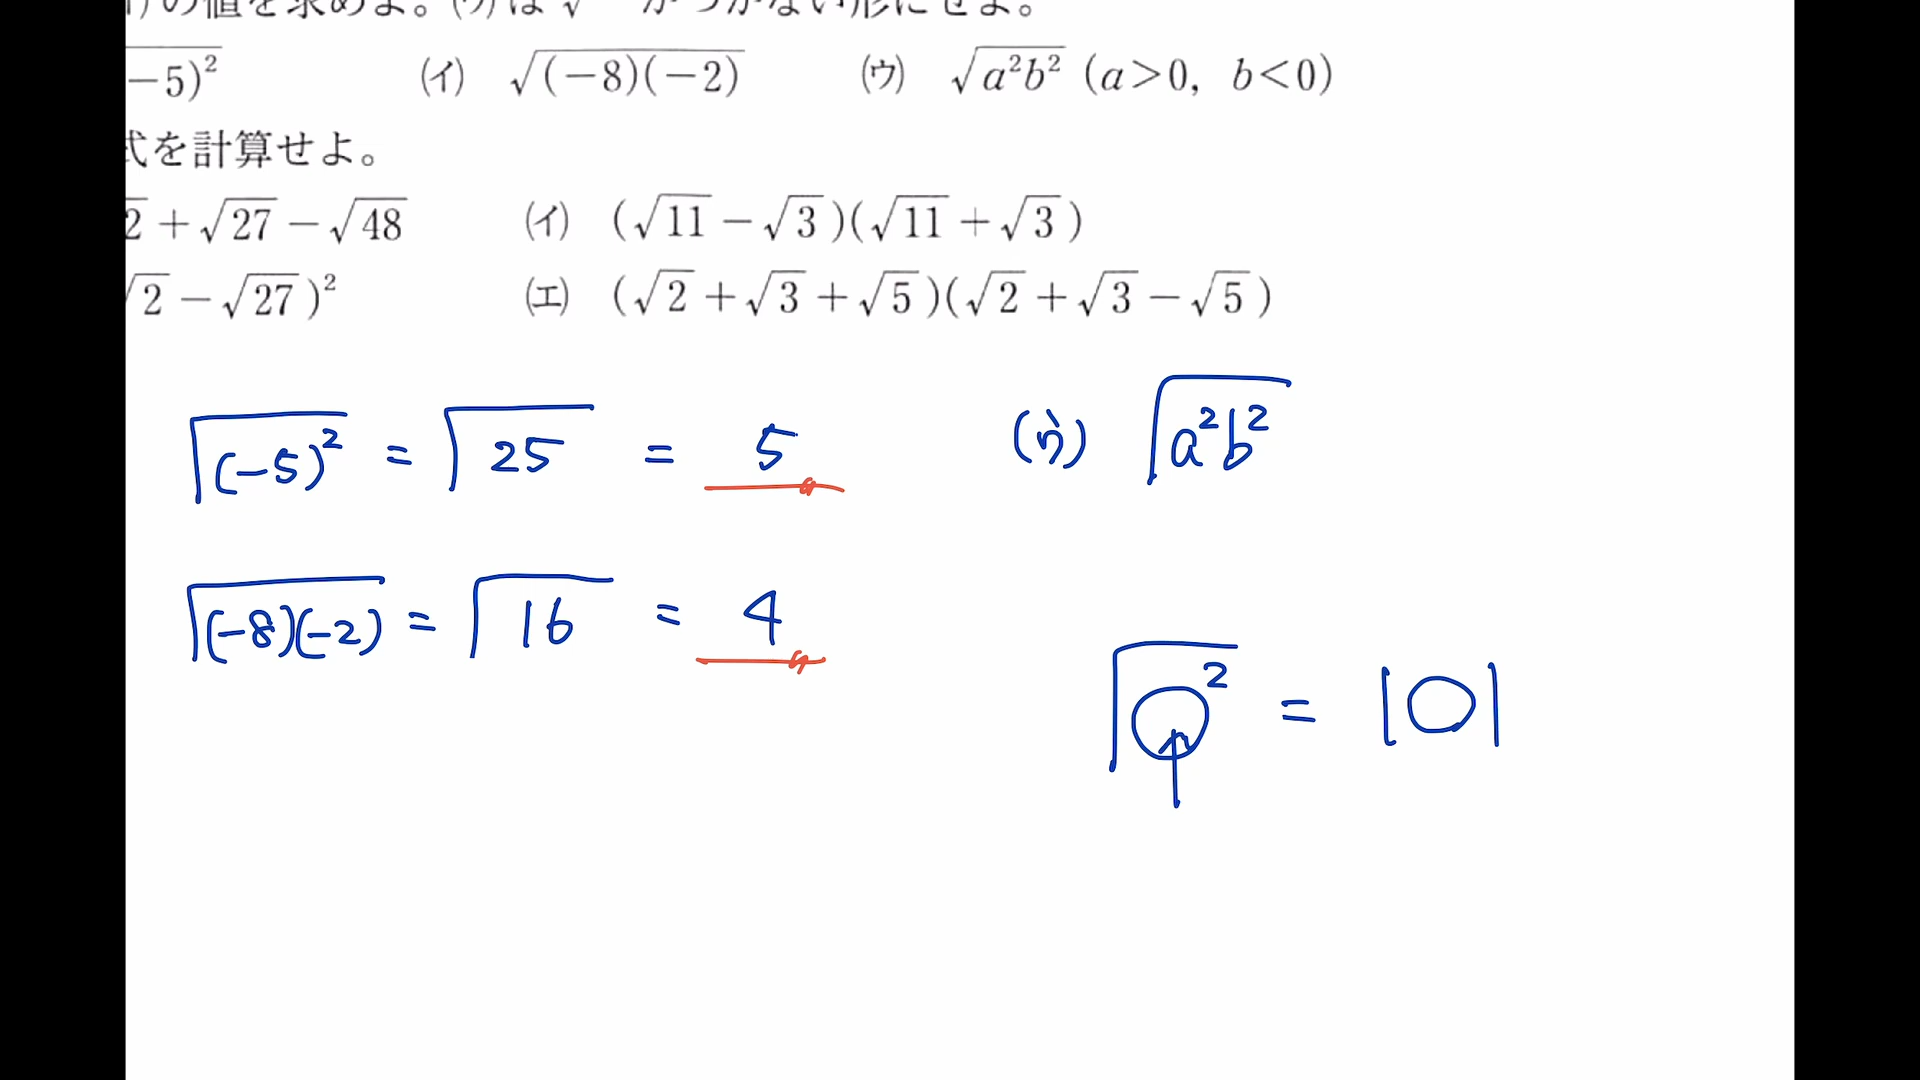 の値を求めよ。(ウ)は√ がつかない形にせよ。
−5)² (イ) √(−8)(−2) (ウ) √a²b² (a>0, b<0)
式を計算せよ。
2+√27−√48 (イ) (√11−√3)(√11+√3)
√2−√27)² (エ) (√2+√3+√5)(√2+√3−√5)
√(−5)² = √25 = 5
(ウ) √a²b²
√(−8)(−2) = √16 = 4
√○² = |○|